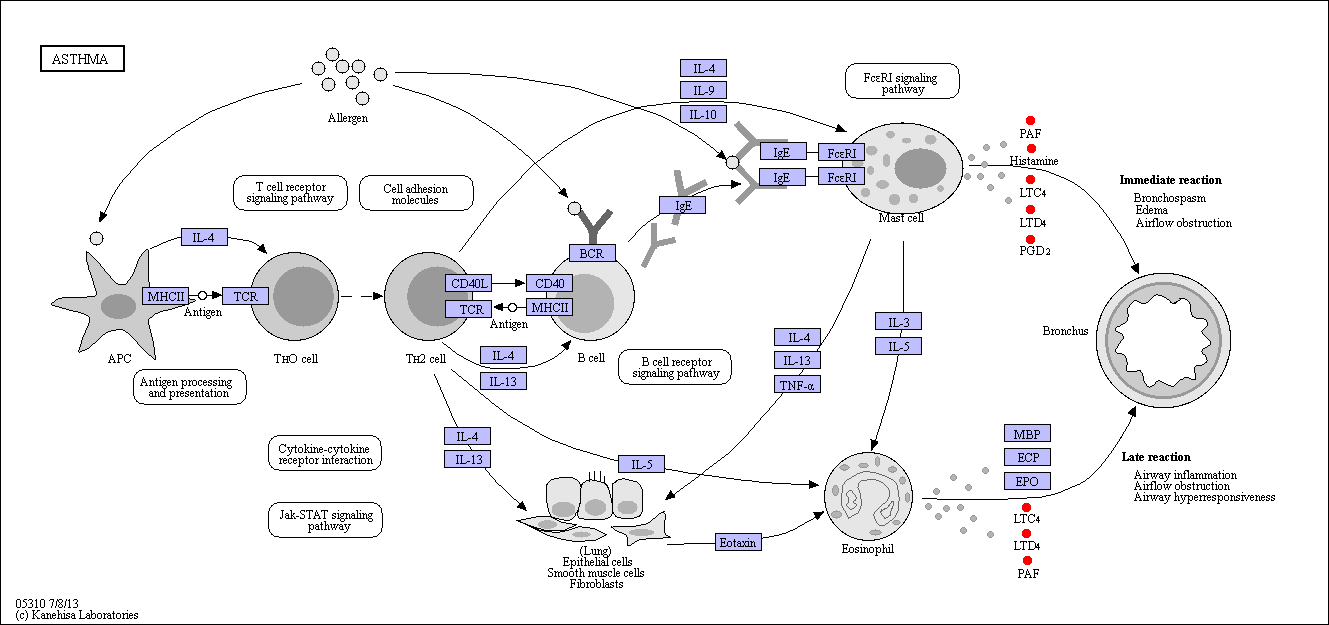 ASTHMA
Allergen
IL-4
IL-9
IL-10
FcεRI signaling
pathway
PAF
Histamine
LTC4
LTD4
PGD2
IgE
FcεRI
IgE
FcεRI
Mast cell
Immediate reaction
Bronchospasm
Edema
Airflow obstruction
T cell receptor
signaling pathway
Cell adhesion
molecules
IgE
IL-4
BCR
MHCII
TCR
Antigen
CD40L
CD40
TCR
MHCII
Antigen
APC
TH0 cell
TH2 cell
B cell
IL-4
IL-13
B cell receptor
signaling pathway
Antigen processing
and presentation
IL-4
IL-13
TNF-α
IL-3
IL-5
Bronchus
Cytokine-cytokine
receptor interaction
IL-4
IL-13
IL-5
MBP
ECP
EPO
Late reaction
Airway inflammation
Airflow obstruction
Airway hyperresponsiveness
Jak-STAT signaling
pathway
LTC4
LTD4
PAF
Eotaxin
Eosinophil
(Lung)
Epithelial cells
Smooth muscle cells
Fibroblasts
05310 7/8/13
(c) Kanehisa Laboratories